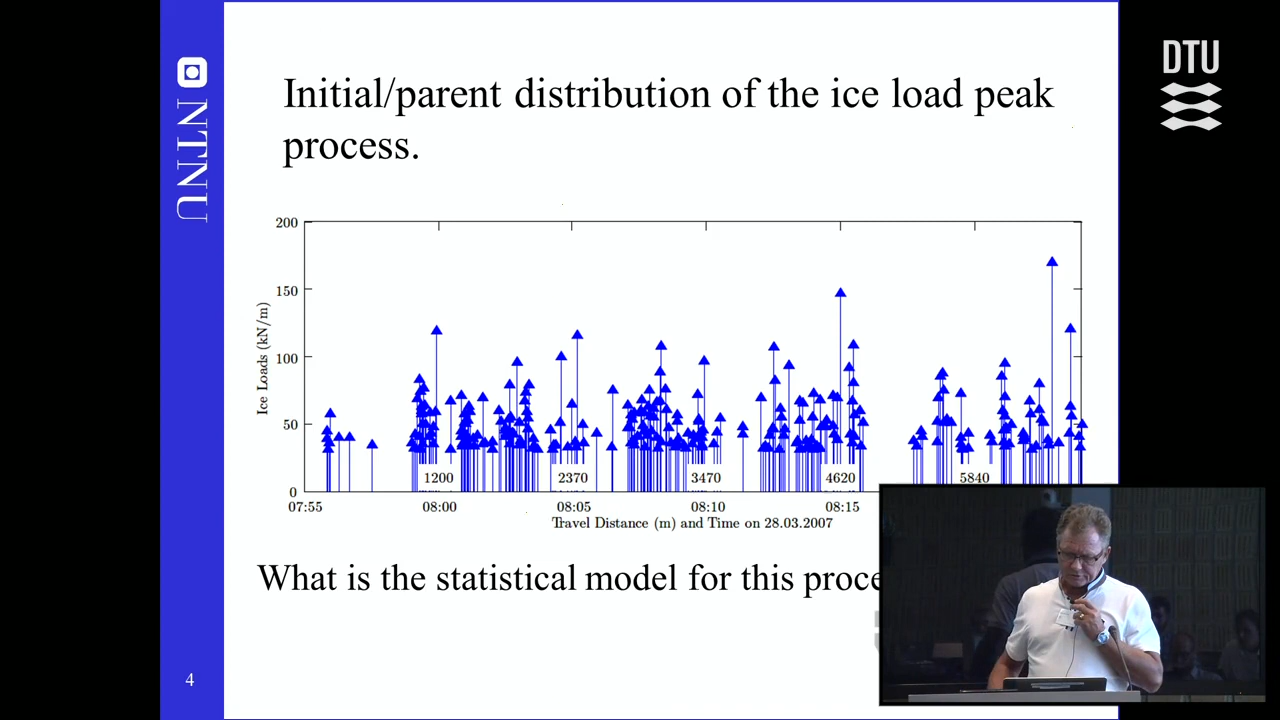 NTNU
DTU
Initial/parent distribution of the ice load peak
process.
200
150
100
50
0
Ice Loads (kN/m)
1200
2370
3470
4620
5840
07:55
08:00
08:05
08:10
08:15
Travel Distance (m) and Time on 28.03.2007
What is the statistical model for this proce
4